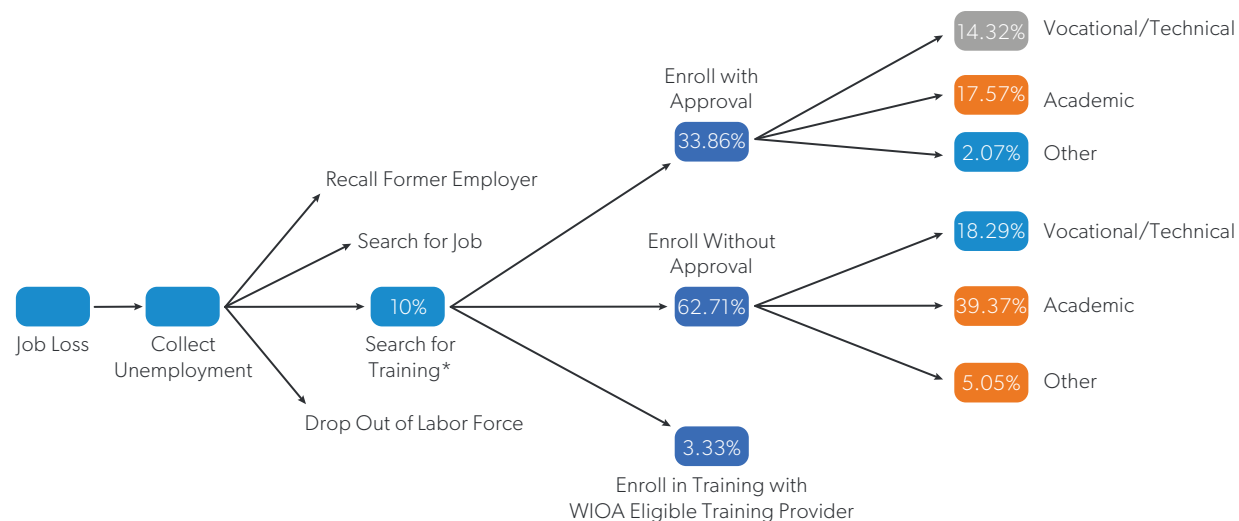 Job Loss
Collect
Unemployment
Recall Former Employer
Search for Job
10%
Search for
Training*
Drop Out of Labor Force
Enroll with
Approval
33.86%
14.32% Vocational/Technical
17.57% Academic
2.07% Other
Enroll Without
Approval
62.71%
18.29% Vocational/Technical
39.37% Academic
5.05% Other
3.33%
Enroll in Training with
WIOA Eligible Training Provider